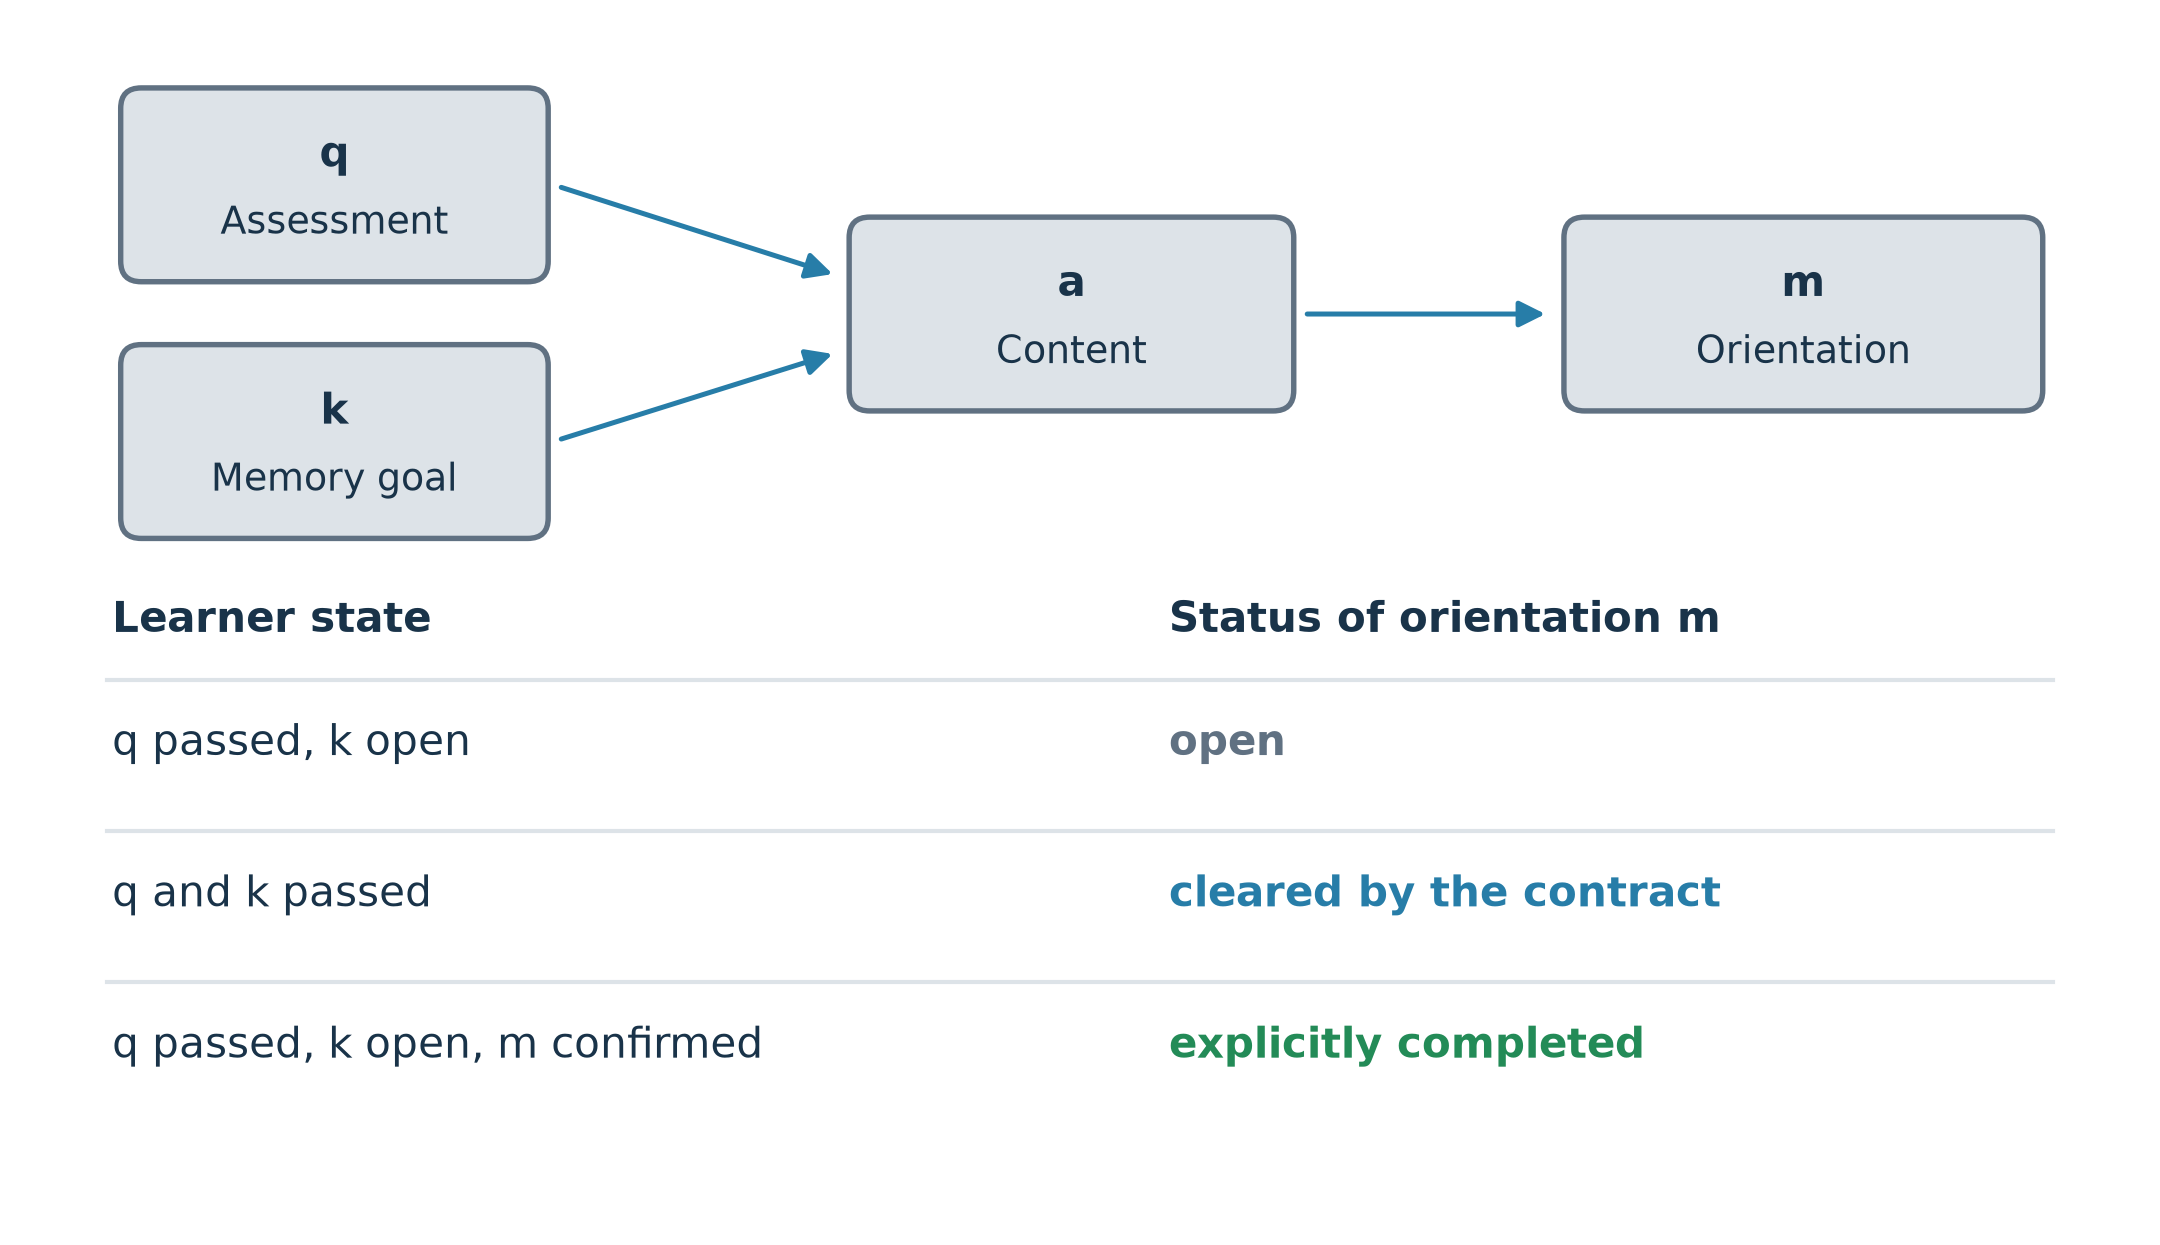 q
Assessment
k
Memory goal
a
Content
m
Orientation
Learner state Status of orientation m
q passed, k open open
q and k passed cleared by the contract
q passed, k open, m confirmed explicitly completed